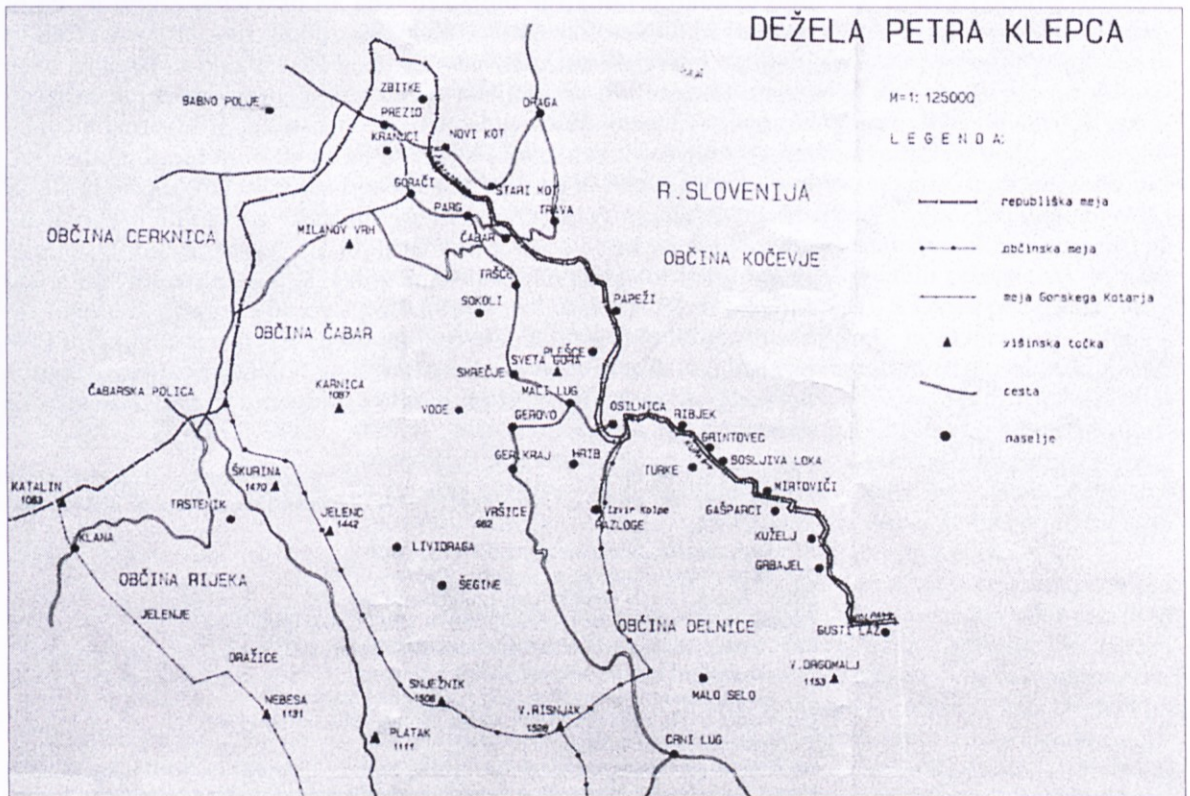 DEŽELA PETRA KLEPCA
M=1: 125000
LEGENDA:
republiška meja
občinska meja
meja Gorskega Kotarja
višinska točka
cesta
naselje
R.SLOVENIJA
OBČINA CERKNICA
OBČINA KOČEVJE
OBČINA ČABAR
OBČINA RIJEKA
OBČINA DELNICE
BABNO POLJE
ZBITKE
PREZID
KRANJCI
NOVI KOT
DRAGA
GORAČI
STARI KOT
PARG
TRAVA
MILANOV VRH
ČABAR
TRŠČE
SOKOLI
PAPEŽI
PLEŠCE
SVETA GORA
SMREČJE
KARNICA
1087
ČABARSKA POLICA
MALI LUG
VODE
GEROVO
OSILNICA
RIBJEK
GRINTOVEC
GER.KRAJ
HRIB
TURKE
SOSLJIVA LOKA
ŠKURINA
1470
KATALIN
1083
MIRTOVIČI
TRSTENIK
JELENC
1442
VRŠICE
982
Izvir Kolpe
RAZLOGE
GAŠPARCI
KLANA
LIVIDRAGA
KUŽELJ
GRBAJEL
ŠEGINE
JELENJE
GUSTI LAZ
DRAŽICE
V.DRGOMALJ
1153
MALO SELO
SNJEŽNIK
1506
NEBESA
1131
V.RISNJAK
1528
PLATAK
1111
CRNI LUG